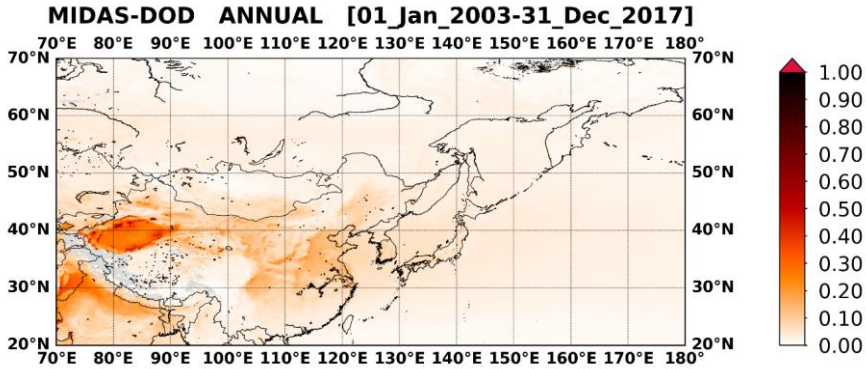 MIDAS-DOD ANNUAL [01_Jan_2003-31_Dec_2017]
70°E 80°E 90°E 100°E 110°E 120°E 130°E 140°E 150°E 160°E 170°E 180°
70°N 70°N
60°N 60°N
50°N 50°N
40°N 40°N
30°N 30°N
20°N 20°N
70°E 80°E 90°E 100°E 110°E 120°E 130°E 140°E 150°E 160°E 170°E 180°
1.00
0.90
0.80
0.70
0.60
0.50
0.40
0.30
0.20
0.10
0.00